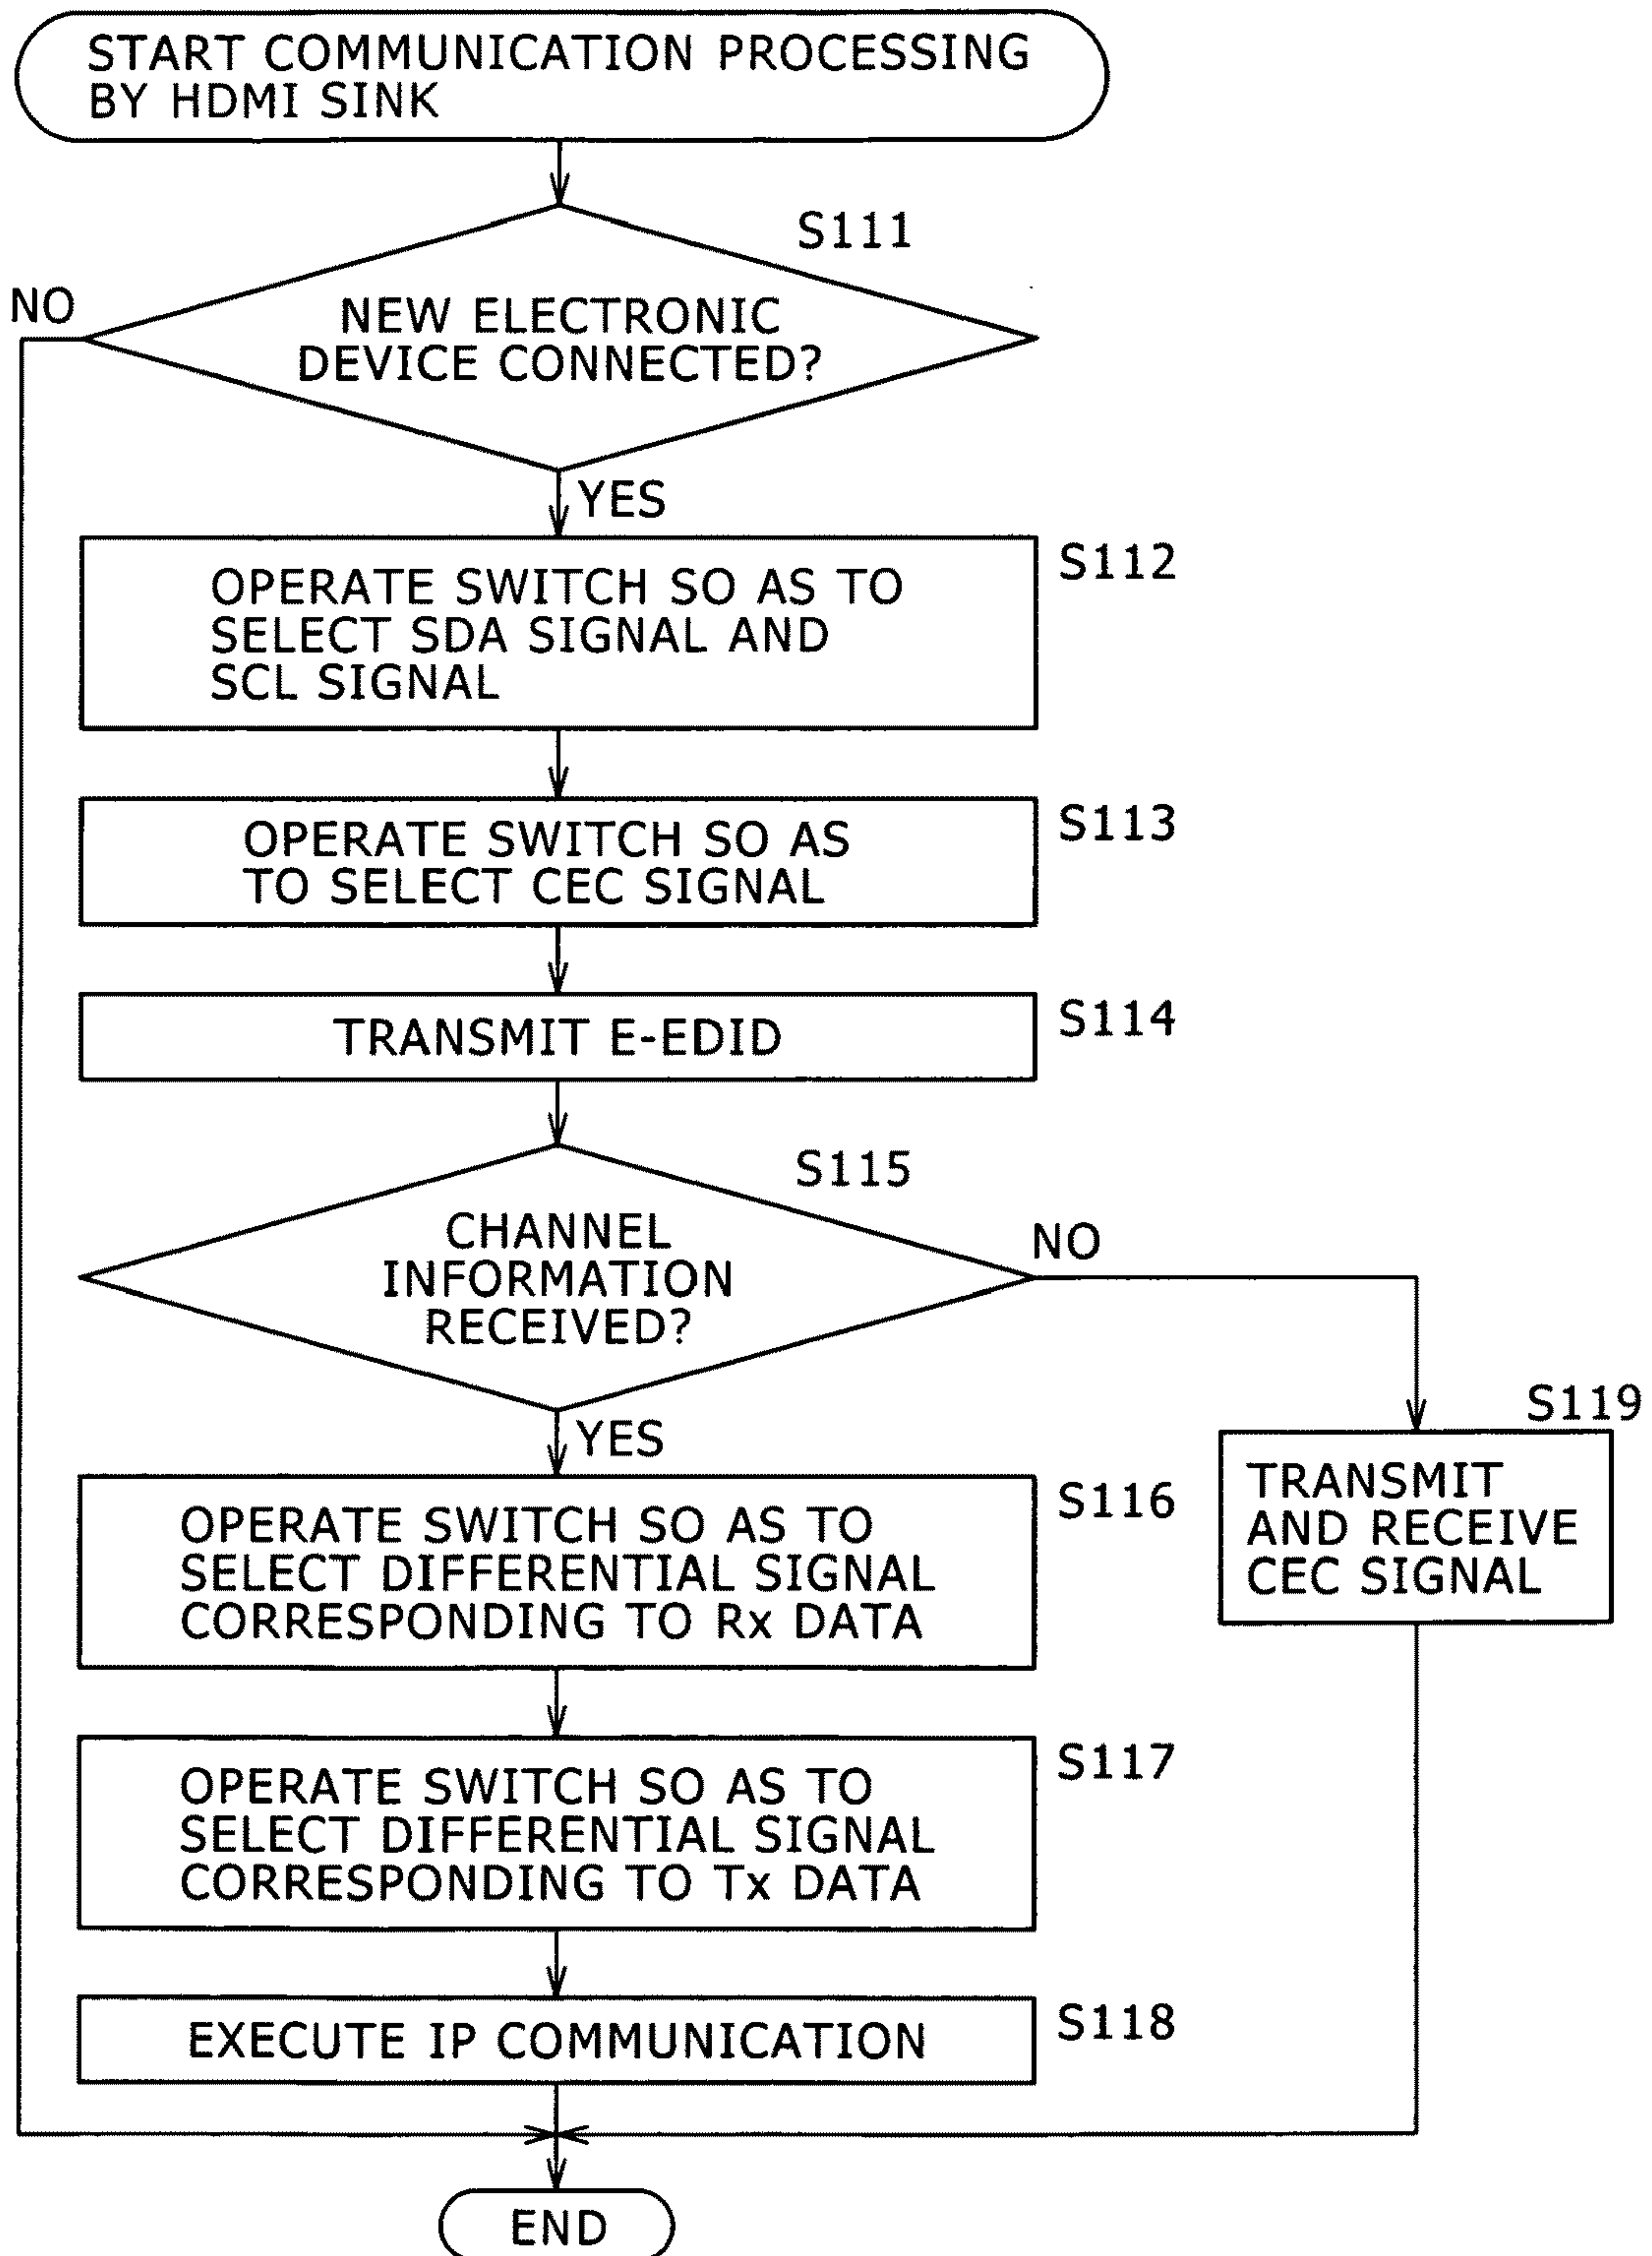 START COMMUNICATION PROCESSING
BY HDMI SINK
S111
NO
NEW ELECTRONIC
DEVICE CONNECTED?
YES
S112
OPERATE SWITCH SO AS TO
SELECT SDA SIGNAL AND
SCL SIGNAL
S113
OPERATE SWITCH SO AS
TO SELECT CEC SIGNAL
S114
TRANSMIT E-EDID
S115
CHANNEL
INFORMATION
RECEIVED?
NO
YES
S119
TRANSMIT
AND RECEIVE
CEC SIGNAL
S116
OPERATE SWITCH SO AS TO
SELECT DIFFERENTIAL SIGNAL
CORRESPONDING TO Rx DATA
S117
OPERATE SWITCH SO AS TO
SELECT DIFFERENTIAL SIGNAL
CORRESPONDING TO Tx DATA
S118
EXECUTE IP COMMUNICATION
END